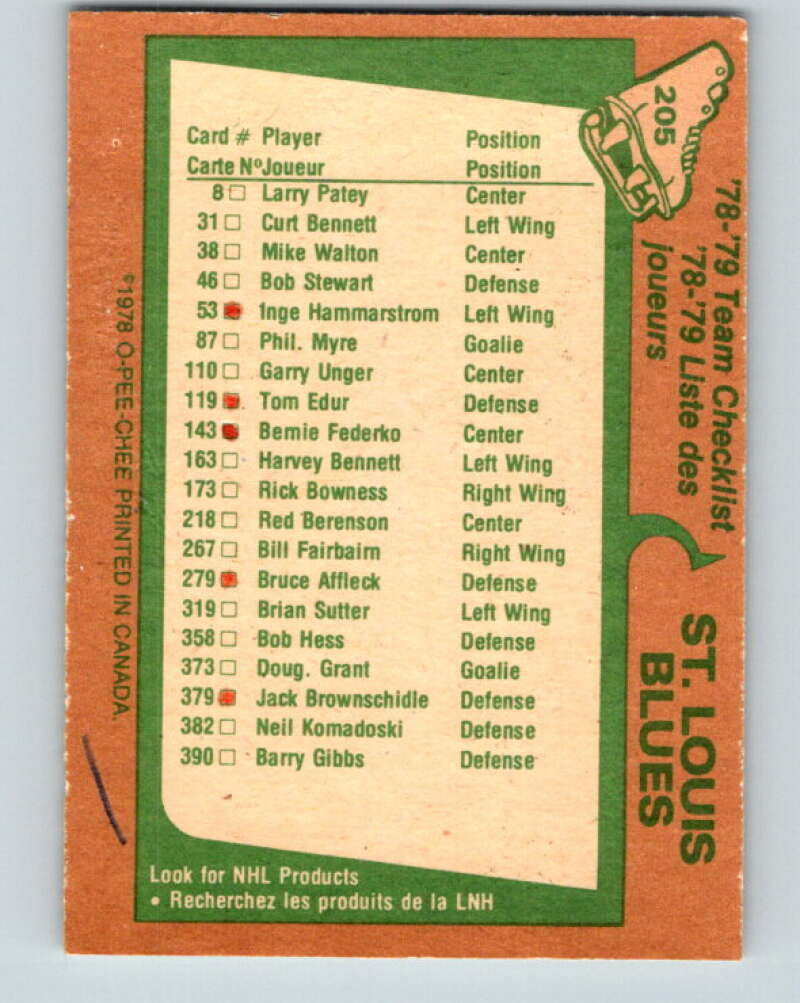 205
'78-'79 Team Checklist
'78-'79 Liste des
joueurs
ST. LOUIS
BLUES
Card # Player Position
Carte Nº Joueur Position
8 □ Larry Patey Center
31 □ Curt Bennett Left Wing
38 □ Mike Walton Center
46 □ Bob Stewart Defense
53 ■ Inge Hammarstrom Left Wing
87 □ Phil. Myre Goalie
110 □ Garry Unger Center
119 ■ Tom Edur Defense
143 ■ Bernie Federko Center
163 □ Harvey Bennett Left Wing
173 □ Rick Bowness Right Wing
218 □ Red Berenson Center
267 □ Bill Fairbairn Right Wing
279 ■ Bruce Affleck Defense
319 □ Brian Sutter Left Wing
358 □ Bob Hess Defense
373 □ Doug. Grant Goalie
379 ■ Jack Brownschidle Defense
382 □ Neil Komadoski Defense
390 □ Barry Gibbs Defense
Look for NHL Products
• Recherchez les produits de la LNH
©1978 O-PEE-CHEE PRINTED IN CANADA.